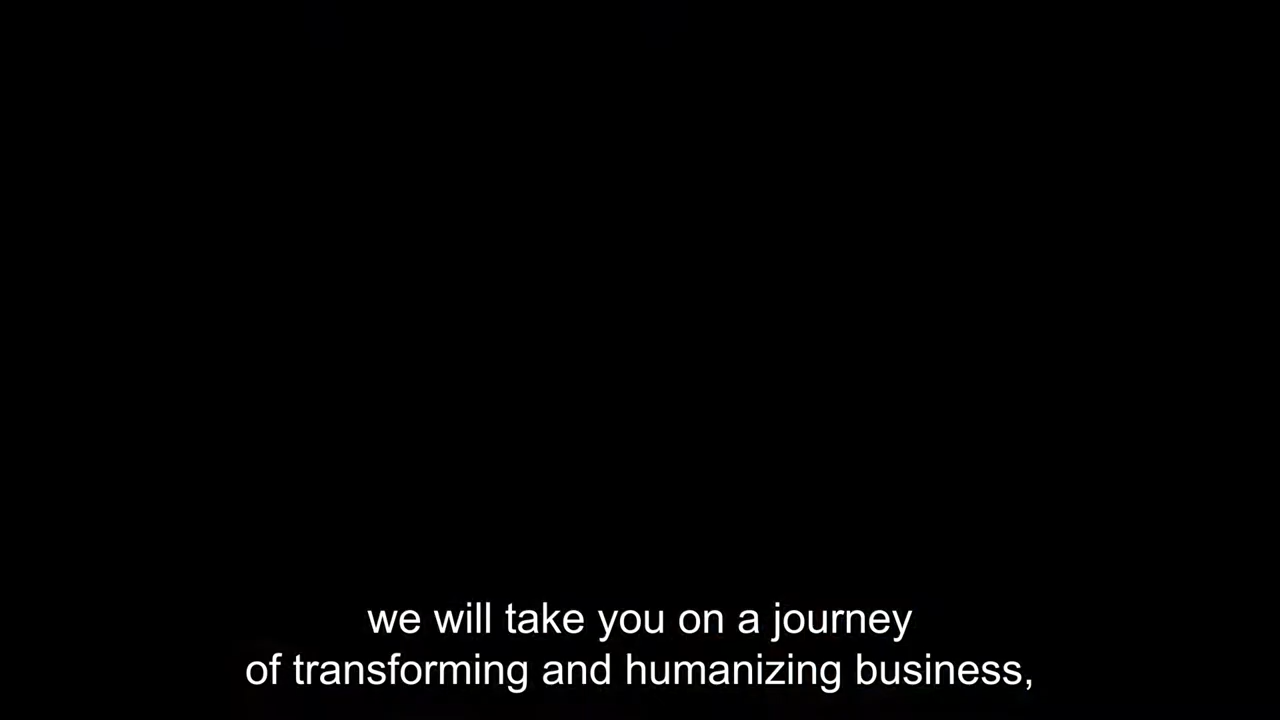 we will take you on a journey
of transforming and humanizing business,